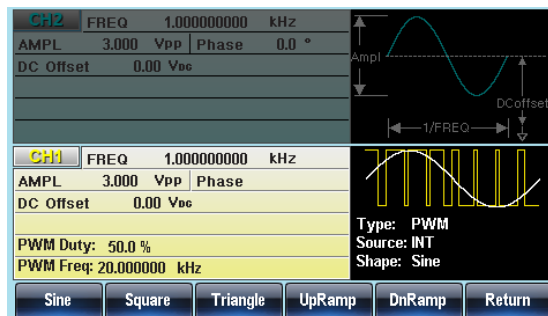 CH2 FREQ 1.000000000 kHz
AMPL 3.000 Vpp Phase 0.0 °
DC Offset 0.00 VDC
Ampl
DCoffset
1/FREQ
CH1 FREQ 1.000000000 kHz
AMPL 3.000 Vpp Phase
DC Offset 0.00 VDC
PWM Duty: 50.0 %
PWM Freq: 20.000000 kHz
Type: PWM
Source: INT
Shape: Sine
Sine Square Triangle UpRamp DnRamp Return